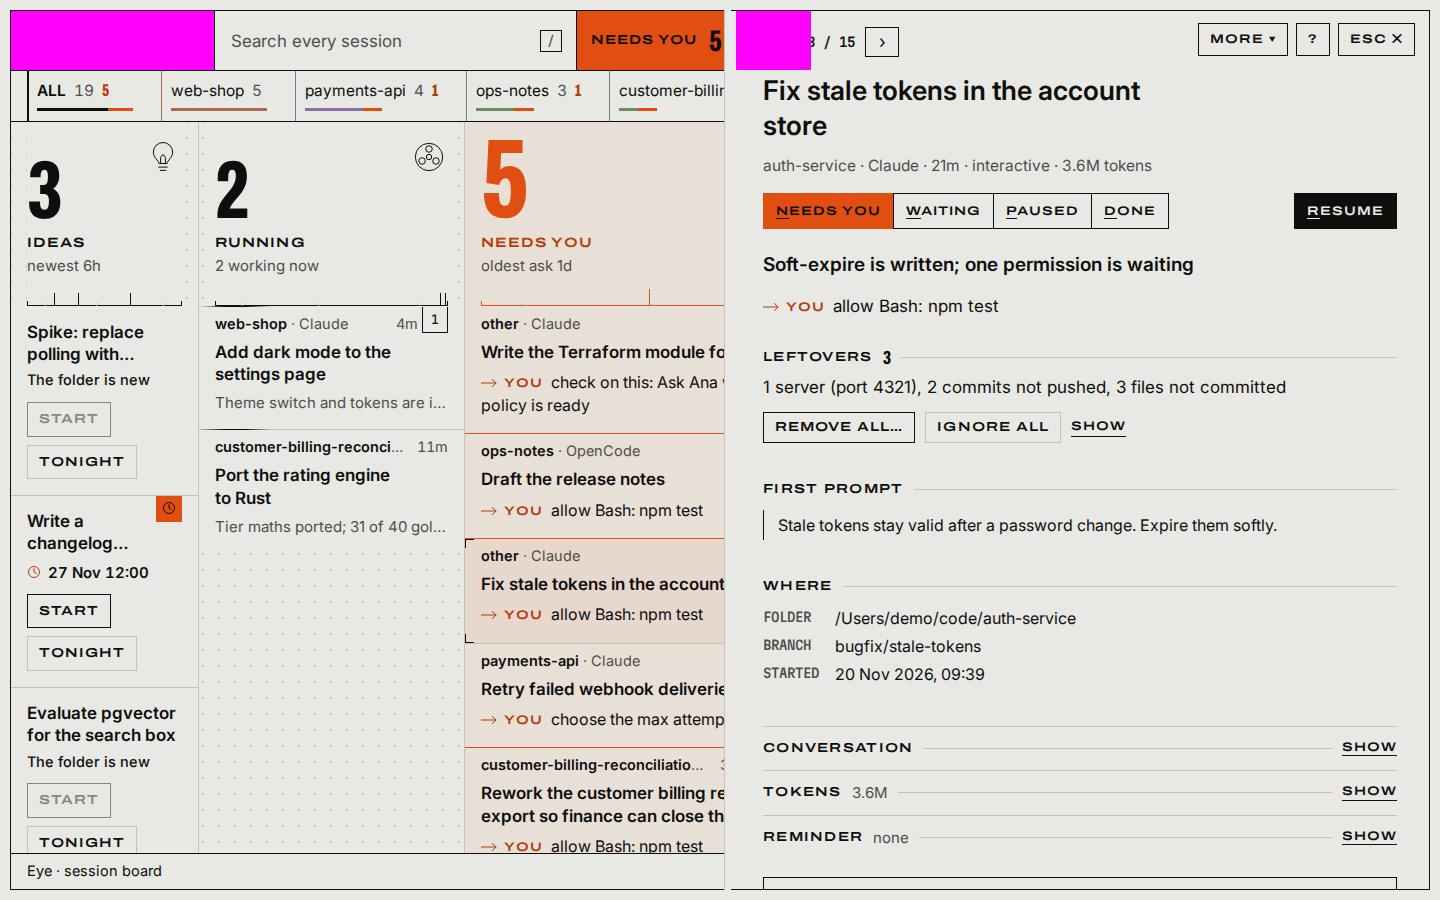 Search every session /
NEEDS YOU 5
ALL 19 5
web-shop 5
payments-api 4 1
ops-notes 3 1
3
IDEAS
newest 6h
Spike: replace
polling with...
The folder is new
START
TONIGHT
Write a
changelog...
27 Nov 12:00
START
TONIGHT
Evaluate pgvector
for the search box
The folder is new
START
TONIGHT
2
RUNNING
2 working now
web-shop · Claude 4m 1
Add dark mode to the
settings page
Theme switch and tokens are i...
customer-billing-reconci... 11m
Port the rating engine
to Rust
Tier maths ported; 31 of 40 gol...
5
NEEDS YOU
oldest ask 1d
other · Claude
Write the Terraform module
→ YOU check on this: Ask Ana
policy is ready
ops-notes · OpenCode
Draft the release notes
→ YOU allow Bash: npm test
other · Claude
Fix stale tokens in the account
→ YOU allow Bash: npm test
payments-api · Claude
Retry failed webhook
→ YOU choose the max
customer-billing-reconciliatio...
Rework the customer billing
export so finance can close
→ YOU allow Bash: npm test
Eye · session board
/ 15 ›
MORE ▾
?
ESC ✕
Fix stale tokens in the account
store
auth-service · Claude · 21m · interactive · 3.6M tokens
NEEDS YOU
WAITING
PAUSED
DONE
RESUME
Soft-expire is written; one permission is waiting
→ YOU allow Bash: npm test
LEFTOVERS 3
1 server (port 4321), 2 commits not pushed, 3 files not committed
REMOVE ALL...
IGNORE ALL
SHOW
FIRST PROMPT
Stale tokens stay valid after a password change. Expire them softly.
WHERE
FOLDER /Users/demo/code/auth-service
BRANCH bugfix/stale-tokens
STARTED 20 Nov 2026, 09:39
CONVERSATION SHOW
TOKENS 3.6M SHOW
REMINDER none SHOW